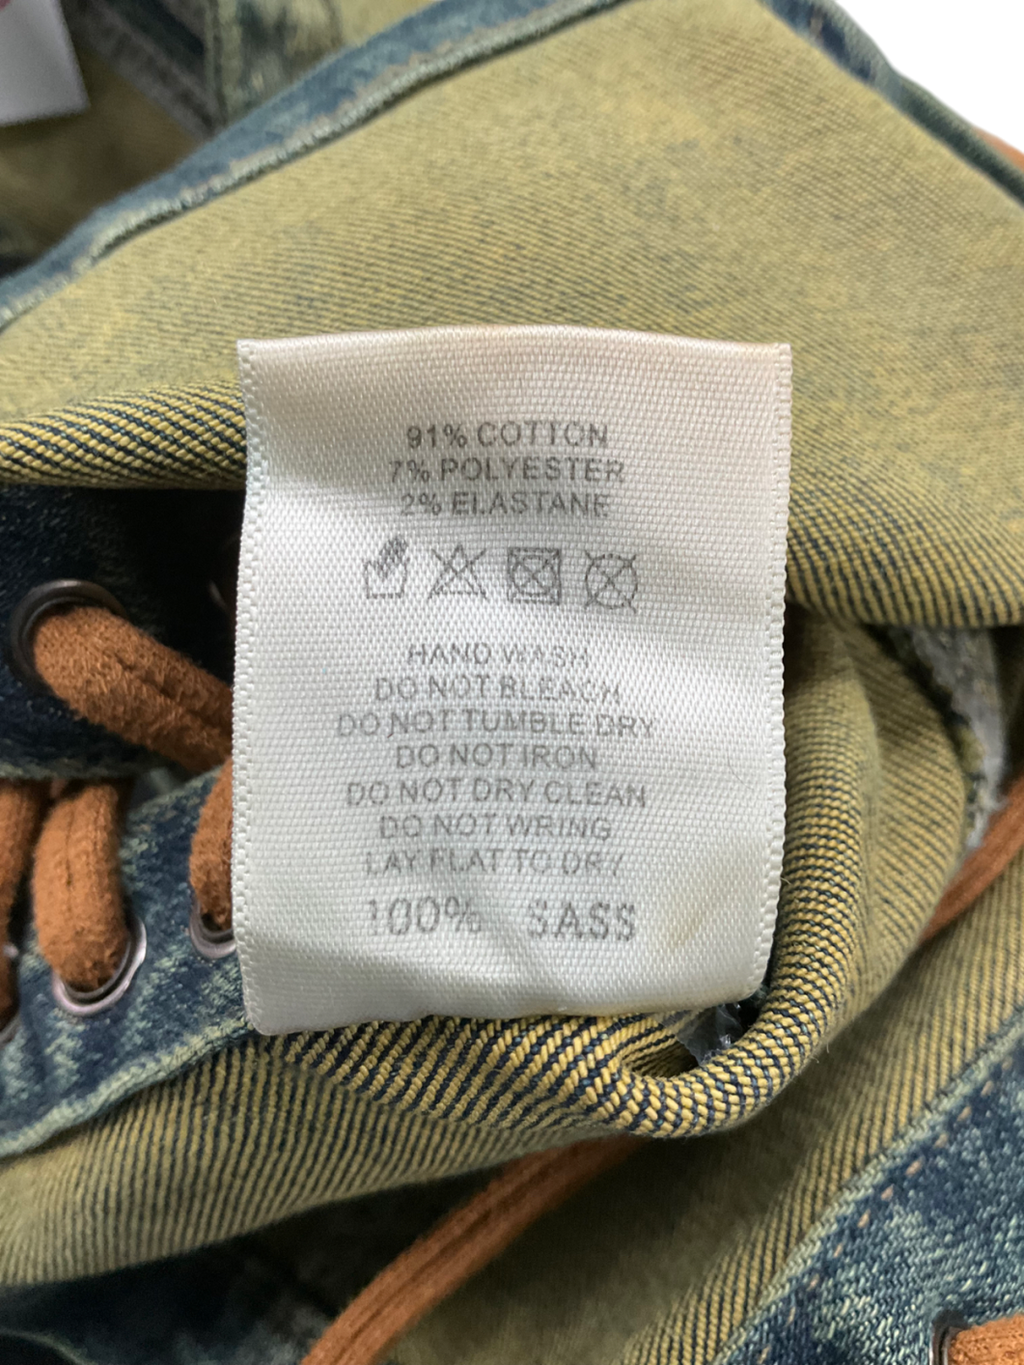 91% COTTON
7% POLYESTER
2% ELASTANE
HAND WASH
DO NOT BLEACH
DO NOT TUMBLE DRY
DO NOT IRON
DO NOT DRY CLEAN
DO NOT WRING
LAY FLAT TO DRY
100% SASS